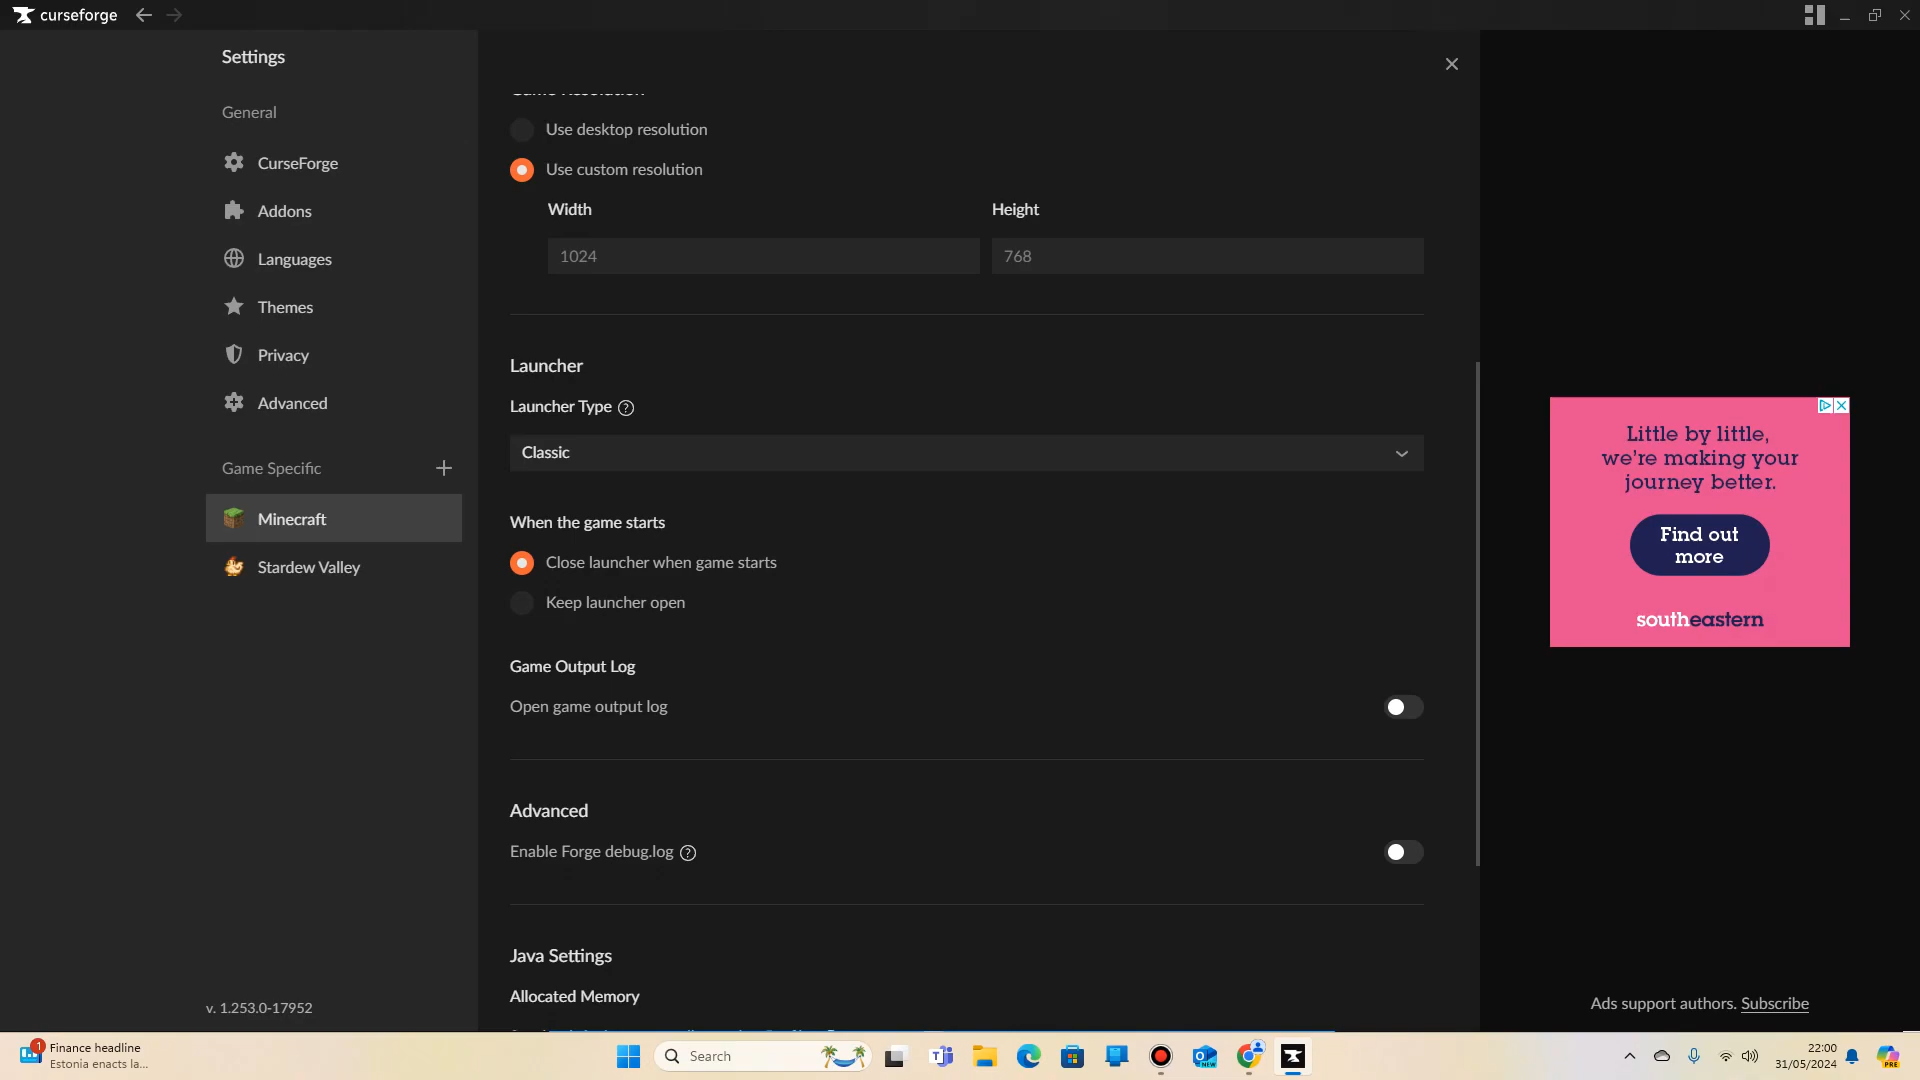 curseforge
Settings
General
CurseForge
Addons
Languages
Themes
Privacy
Advanced
Game Specific
Minecraft
Stardew Valley
v. 1.253.0-17952
Use desktop resolution
Use custom resolution
Width
Height
1024
768
Launcher
Launcher Type
Classic
When the game starts
Close launcher when game starts
Keep launcher open
Game Output Log
Open game output log
Advanced
Enable Forge debug.log
Java Settings
Allocated Memory
Little by little,
we're making your
journey better.
Find out
more
southeastern
Ads support authors. Subscribe
1
Finance headline
Estonia enacts la...
Search
NEW
22:00
31/05/2024
PRE